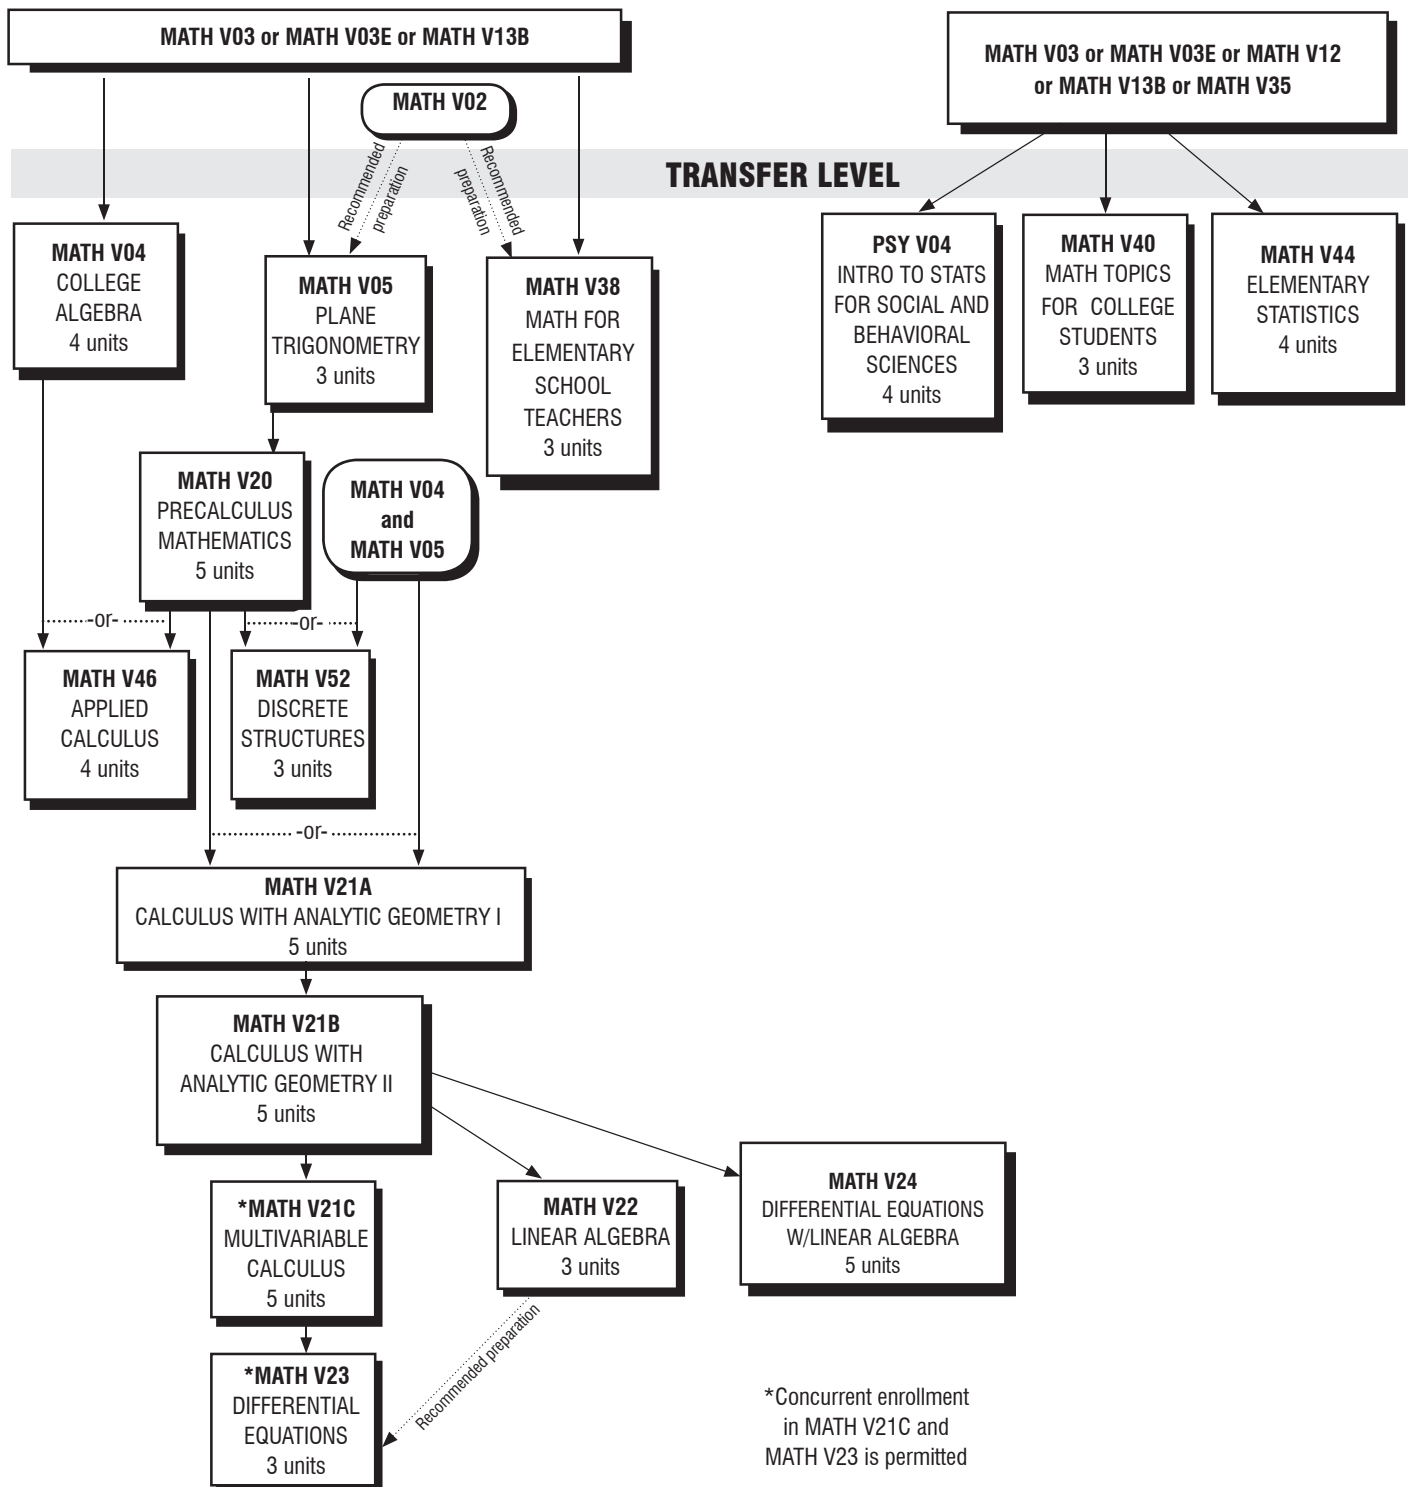 MATH V03 or MATH V03E or MATH V13B
MATH V03 or MATH V03E or MATH V12
or MATH V13B or MATH V35
MATH V02
Recommended
preparation
Recommended
preparation
TRANSFER LEVEL
MATH V04
COLLEGE
ALGEBRA
4 units
MATH V05
PLANE
TRIGONOMETRY
3 units
MATH V38
MATH FOR
ELEMENTARY
SCHOOL
TEACHERS
3 units
PSY V04
INTRO TO STATS
FOR SOCIAL AND
BEHAVIORAL
SCIENCES
4 units
MATH V40
MATH TOPICS
FOR COLLEGE
STUDENTS
3 units
MATH V44
ELEMENTARY
STATISTICS
4 units
MATH V20
PRECALCULUS
MATHEMATICS
5 units
MATH V04
and
MATH V05
-or-
-or-
MATH V46
APPLIED
CALCULUS
4 units
MATH V52
DISCRETE
STRUCTURES
3 units
-or-
MATH V21A
CALCULUS WITH ANALYTIC GEOMETRY I
5 units
MATH V21B
CALCULUS WITH
ANALYTIC GEOMETRY II
5 units
*MATH V21C
MULTIVARIABLE
CALCULUS
5 units
MATH V22
LINEAR ALGEBRA
3 units
MATH V24
DIFFERENTIAL EQUATIONS
W/LINEAR ALGEBRA
5 units
Recommended preparation
*MATH V23
DIFFERENTIAL
EQUATIONS
3 units
*Concurrent enrollment
in MATH V21C and
MATH V23 is permitted